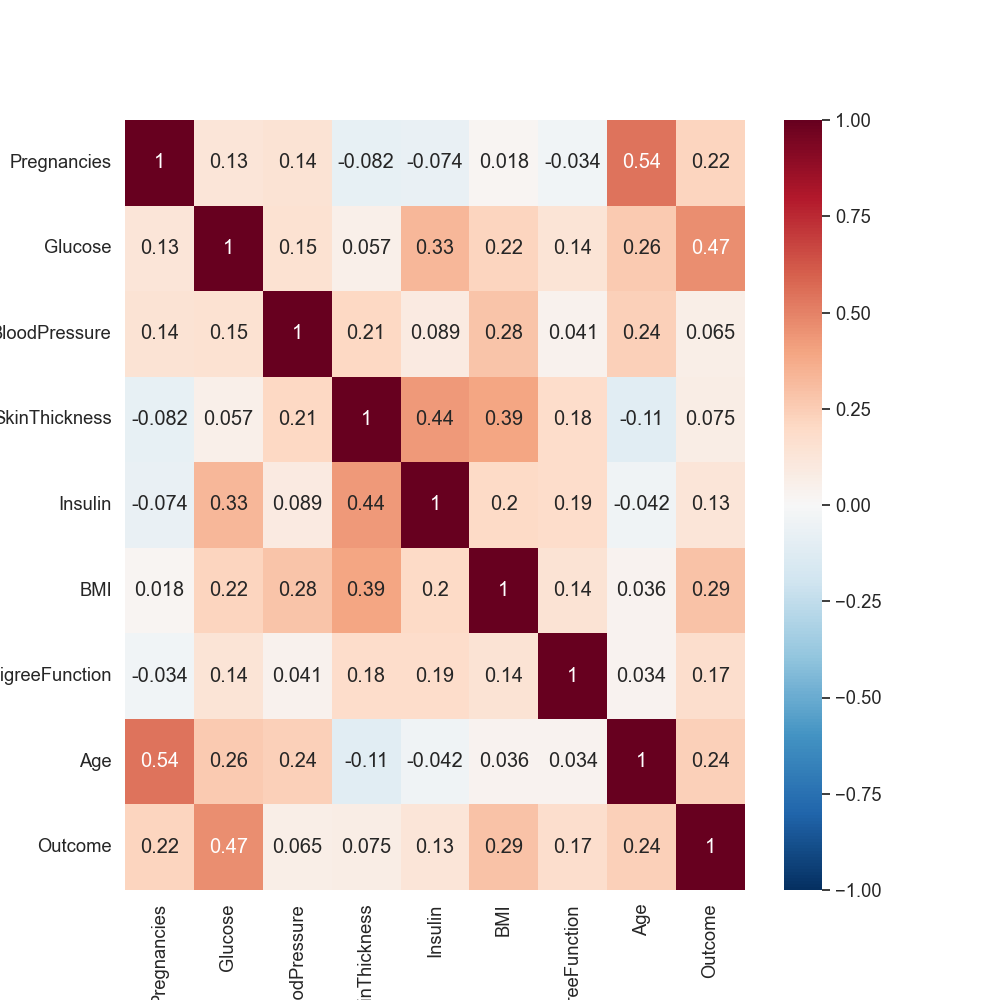 1.00
Pregnancies 1 0.13 0.14 -0.082 -0.074 0.018 -0.034 0.54 0.22
0.75
Glucose 0.13 1 0.15 0.057 0.33 0.22 0.14 0.26 0.47
0.50
loodPressure 0.14 0.15 1 0.21 0.089 0.28 0.041 0.24 0.065
SkinThickness -0.082 0.057 0.21 1 0.44 0.39 0.18 -0.11 0.075
0.25
Insulin -0.074 0.33 0.089 0.44 1 0.2 0.19 -0.042 0.13
0.00
BMI 0.018 0.22 0.28 0.39 0.2 1 0.14 0.036 0.29
−0.25
igreeFunction -0.034 0.14 0.041 0.18 0.19 0.14 1 0.034 0.17
−0.50
Age 0.54 0.26 0.24 -0.11 -0.042 0.036 0.034 1 0.24
−0.75
Outcome 0.22 0.47 0.065 0.075 0.13 0.29 0.17 0.24 1
−1.00
Pregnancies
Glucose
odPressure
inThickness
Insulin
BMI
reeFunction
Age
Outcome